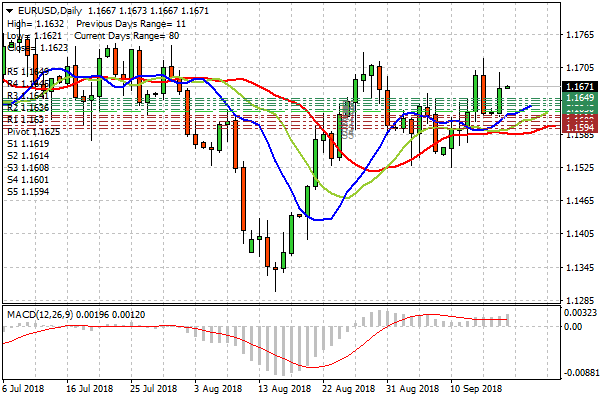 EURUSD,Daily 1.1667 1.1673 1.1667 1.1671
High= 1.1632 Previous Days Range= 11
Low= 1.1621 Current Days Range= 80
Close= 1.1623
R5 1.1649
R3 1.1641
R2 1.1636
R1 1.163
Pivot 1.1625
S1 1.1619
S2 1.1614
S3 1.1608
S4 1.1601
S5 1.1594
1.1765
1.1705
1.1671
1.1649
1.1594
1.1585
1.1525
1.1465
1.1405
1.1345
1.1285
MACD(12,26,9) 0.00196 0.00120
0.00323
0.00
-0.00881
6 Jul 2018
16 Jul 2018
25 Jul 2018
3 Aug 2018
13 Aug 2018
22 Aug 2018
31 Aug 2018
10 Sep 2018